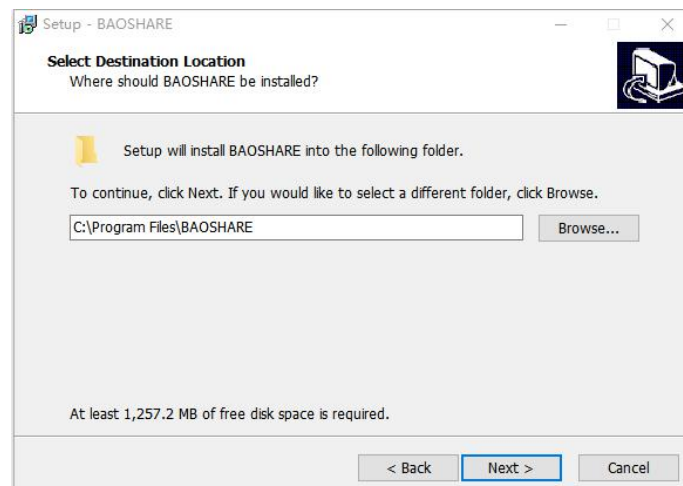 Setup - BAOSHARE
Select Destination Location
Where should BAOSHARE be installed?
Setup will install BAOSHARE into the following folder.
To continue, click Next. If you would like to select a different folder, click Browse.
C:\Program Files\BAOSHARE
Browse...
At least 1,257.2 MB of free disk space is required.
< Back
Next >
Cancel